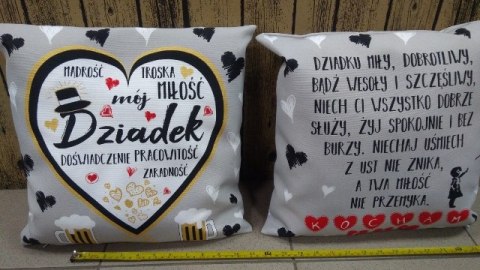 MĄDROŚĆ
TROSKA
MIŁOŚĆ
mój
Dziadek
DOŚWIADCZENIE PRACOWITOŚĆ
ZARADNOŚĆ
DZIADKU MIŁY, DOBROTLIWY,
BĄDŹ WESOŁY I SZCZĘŚLIWY,
NIECH CI WSZYSTKO DOBRZE
SŁUŻY, ŻYJ SPOKOJNIE I BEZ
BURZY. NIECHAJ UŚMIECH
Z UST NIE ZNIKA,
A TWA MIŁOŚĆ
NIE PRZEMYKA.
KOCHAM